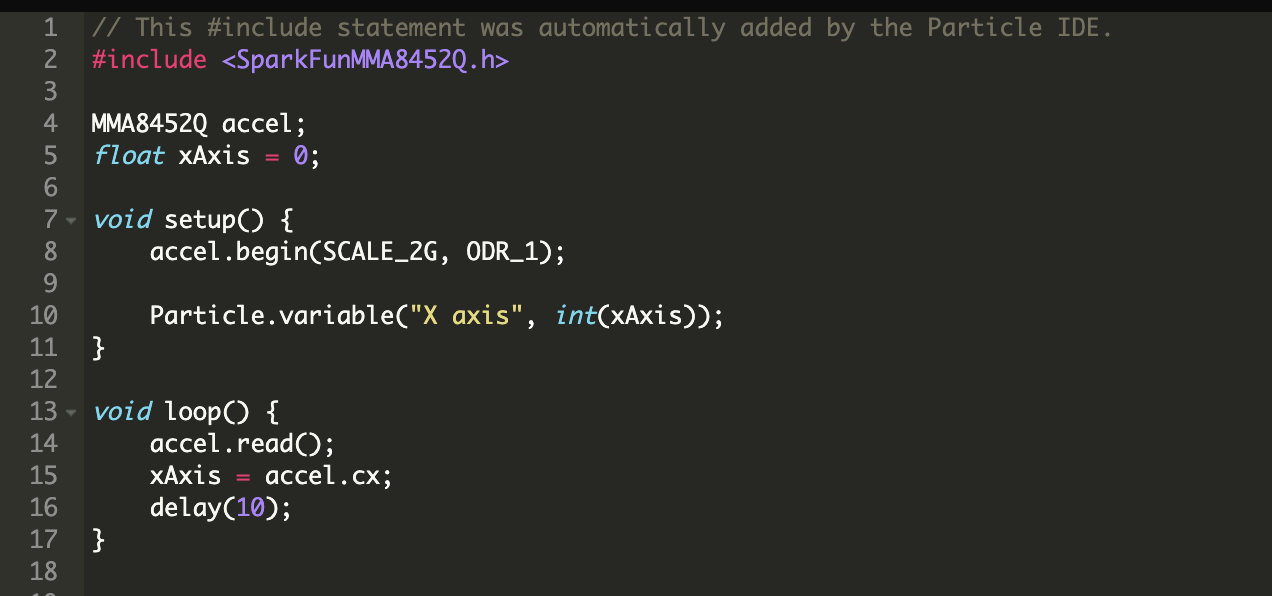 1 // This #include statement was automatically added by the Particle IDE.
2 #include <SparkFunMMA8452Q.h>
3
4 MMA8452Q accel;
5 float xAxis = 0;
6
7 void setup() {
8     accel.begin(SCALE_2G, ODR_1);
9
10     Particle.variable("X axis", int(xAxis));
11 }
12
13 void loop() {
14     accel.read();
15     xAxis = accel.cx;
16     delay(10);
17 }
18